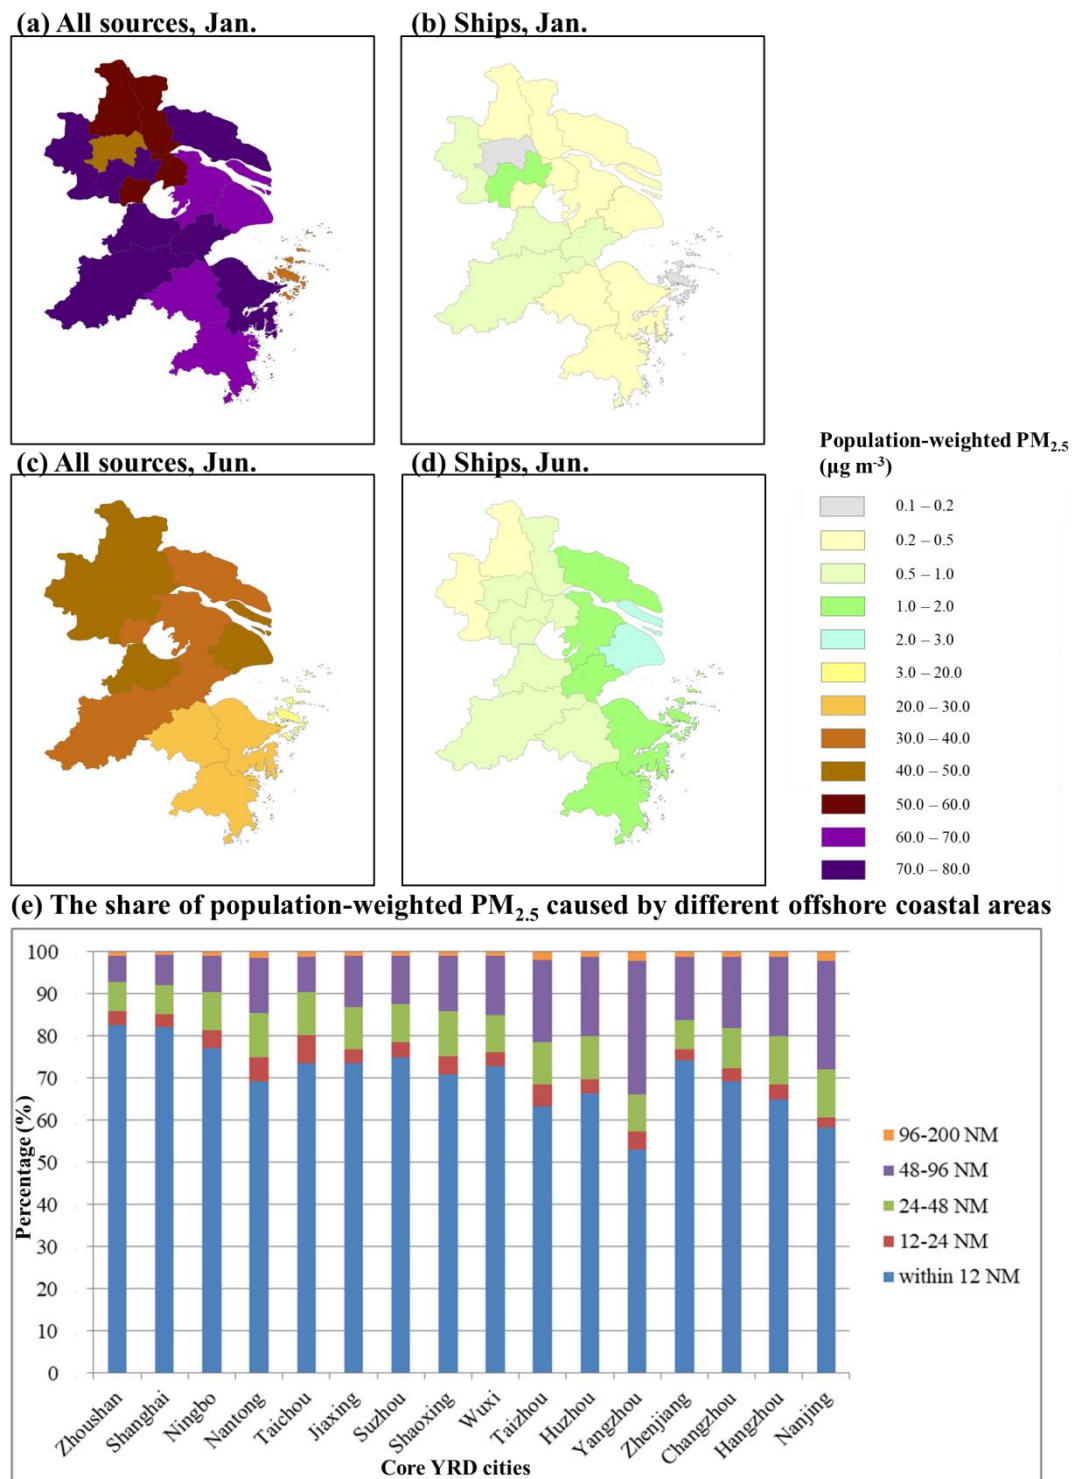 (a) All sources, Jan.
(b) Ships, Jan.
(c) All sources, Jun.
(d) Ships, Jun.
Population-weighted PM2.5
(μg m-3)
0.1 – 0.2
0.2 – 0.5
0.5 – 1.0
1.0 – 2.0
2.0 – 3.0
3.0 – 20.0
20.0 – 30.0
30.0 – 40.0
40.0 – 50.0
50.0 – 60.0
60.0 – 70.0
70.0 – 80.0
(e) The share of population-weighted PM2.5 caused by different offshore coastal areas
Percentage (%)
100
90
80
70
60
50
40
30
20
10
0
96-200 NM
48-96 NM
24-48 NM
12-24 NM
within 12 NM
Zhoushan
Shanghai
Ningbo
Nantong
Taichou
Jiaxing
Suzhou
Shaoxing
Wuxi
Taizhou
Huzhou
Yangzhou
Zhenjiang
Changzhou
Hangzhou
Nanjing
Core YRD cities